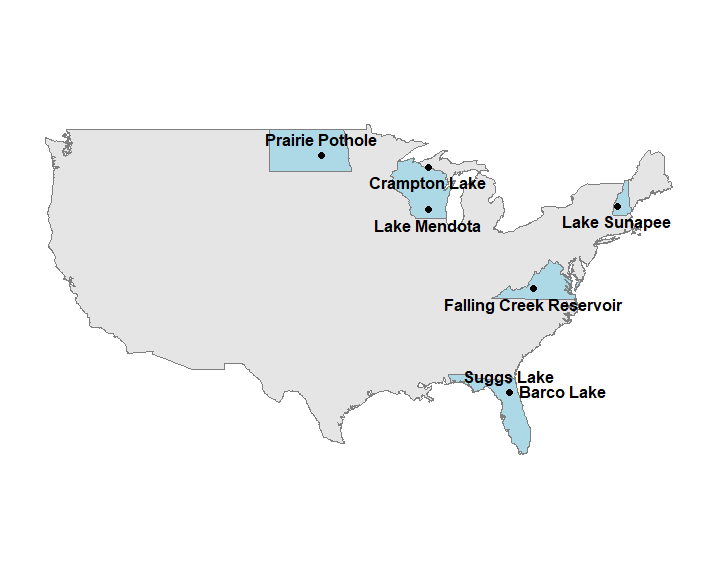 Prairie Pothole
Crampton Lake
Lake Mendota
Lake Sunapee
Falling Creek Reservoir
Suggs Lake
Barco Lake